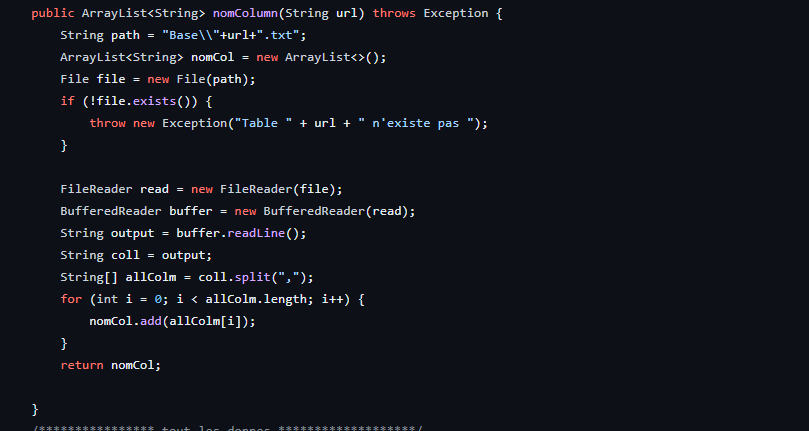 public ArrayList<String> nomColumn(String url) throws Exception {
String path = "Base\\"+url+".txt";
ArrayList<String> nomCol = new ArrayList<>();
File file = new File(path);
if (!file.exists()) {
throw new Exception("Table " + url + " n'existe pas ");
}
FileReader read = new FileReader(file);
BufferedReader buffer = new BufferedReader(read);
String output = buffer.readLine();
String coll = output;
String[] allColm = coll.split(",");
for (int i = 0; i < allColm.length; i++) {
nomCol.add(allColm[i]);
}
return nomCol;
}
/**************** tout les donnes *******************/